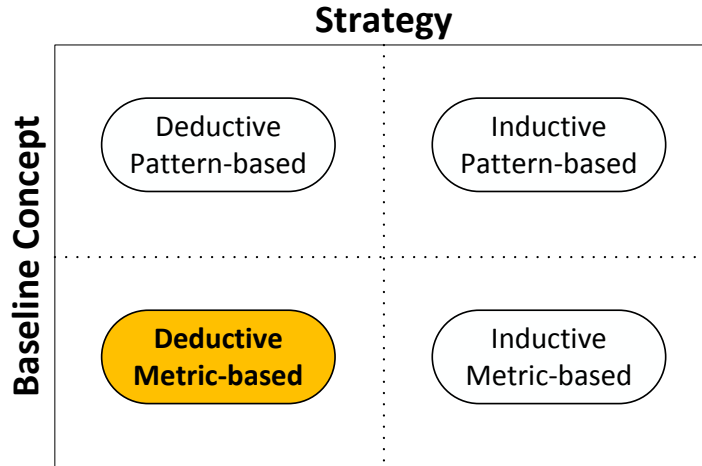 Strategy
Baseline Concept
Deductive
Pattern-based
Inductive
Pattern-based
Deductive
Metric-based
Inductive
Metric-based